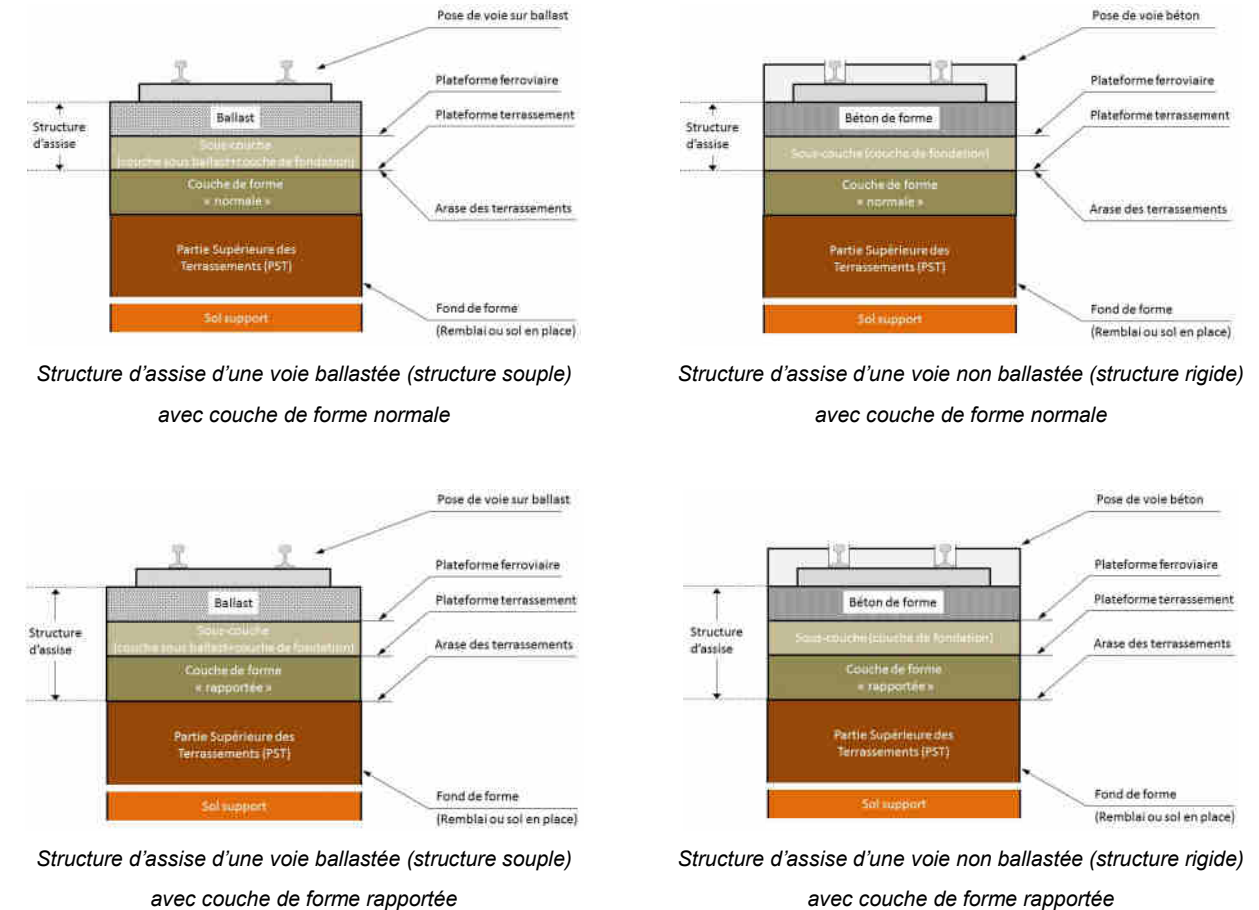 Pose de voie sur ballast
Plateforme ferroviaire
Plateforme terrassement
Structure
d'assise
Ballast
Sous-couche
(couche sous ballast+couche de fondation)
Couche de forme
« normale »
Arase des terrassements
Partie Supérieure des
Terrassements (PST)
Fond de forme
(Remblai ou sol en place)
Sol support
Structure d'assise d'une voie ballastée (structure souple)
avec couche de forme normale
Pose de voie béton
Plateforme ferroviaire
Plateforme terrassement
Structure
d'assise
Béton de forme
Sous-couche (couche de fondation)
Couche de forme
« normale »
Arase des terrassements
Partie Supérieure des
Terrassements (PST)
Fond de forme
(Remblai ou sol en place)
Sol support
Structure d'assise d'une voie non ballastée (structure rigide)
avec couche de forme normale
Pose de voie sur ballast
Plateforme ferroviaire
Plateforme terrassement
Structure
d'assise
Ballast
Sous-couche
(couche sous ballast+couche de fondation)
Couche de forme
« rapportée »
Arase des terrassements
Partie Supérieure des
Terrassements (PST)
Fond de forme
(Remblai ou sol en place)
Sol support
Structure d'assise d'une voie ballastée (structure souple)
avec couche de forme rapportée
Pose de voie béton
Plateforme ferroviaire
Plateforme terrassement
Structure
d'assise
Béton de forme
Sous-couche (couche de fondation)
Couche de forme
« rapportée »
Arase des terrassements
Partie Supérieure des
Terrassements (PST)
Fond de forme
(Remblai ou sol en place)
Sol support
Structure d'assise d'une voie non ballastée (structure rigide)
avec couche de forme rapportée